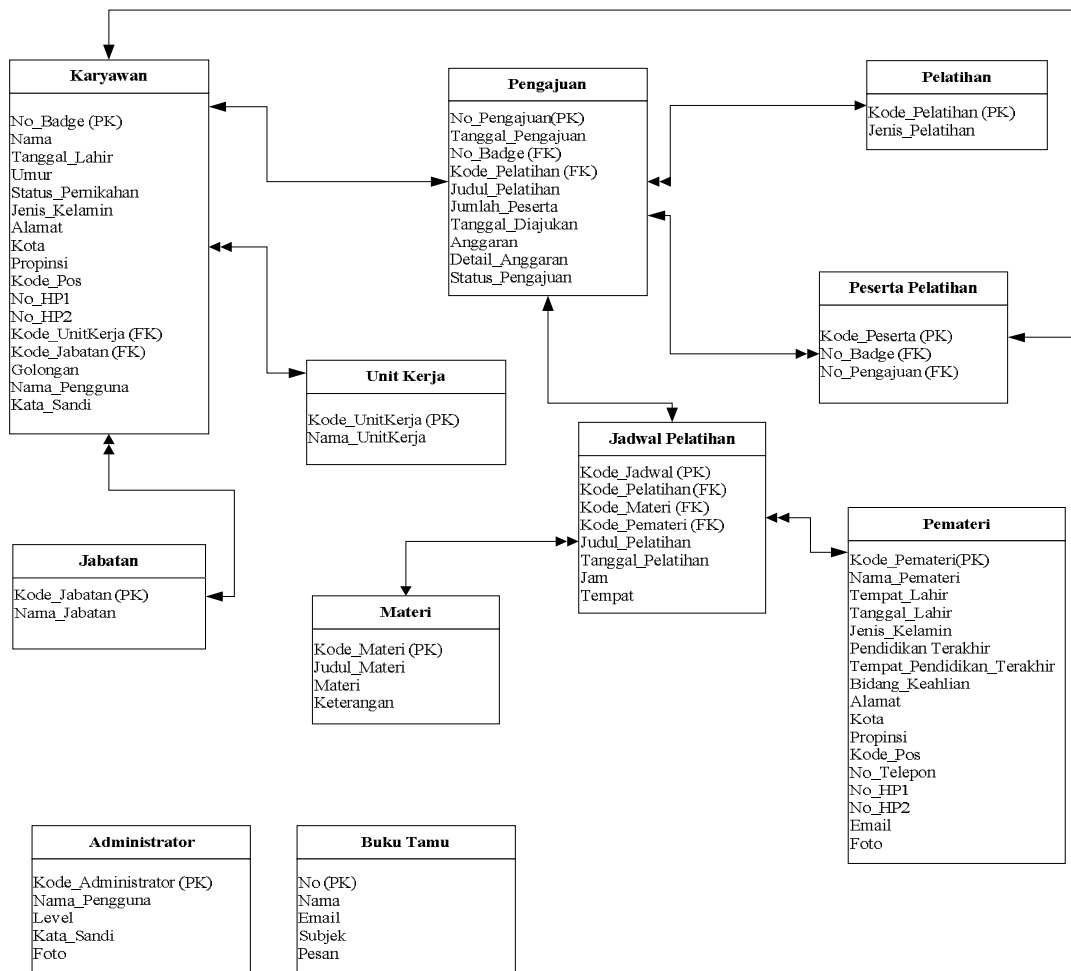 Karyawan
No_Badge (PK)
Nama
Tanggal_Lahir
Umur
Status_Pernikahan
Jenis_Kelamin
Alamat
Kota
Propinsi
Kode_Pos
No_HP1
No_HP2
Kode_UnitKerja (FK)
Kode_Jabatan (FK)
Golongan
Nama_Pengguna
Kata_Sandi
Pengajuan
No_Pengajuan(PK)
Tanggal_Pengajuan
No_Badge (FK)
Kode_Pelatihan (FK)
Judul_Pelatihan
Jumlah_Peserta
Tanggal_Diajukan
Anggaran
Detail_Anggaran
Status_Pengajuan
Pelatihan
Kode_Pelatihan (PK)
Jenis_Pelatihan
Peserta Pelatihan
Kode_Peserta (PK)
No_Badge (FK)
No_Pengajuan (FK)
Unit Kerja
Kode_UnitKerja (PK)
Nama_UnitKerja
Jadwal Pelatihan
Kode_Jadwal (PK)
Kode_Pelatihan (FK)
Kode_Materi (FK)
Kode_Pemateri (FK)
Judul_Pelatihan
Tanggal_Pelatihan
Jam
Tempat
Jabatan
Kode_Jabatan (PK)
Nama_Jabatan
Materi
Kode_Materi (PK)
Judul_Materi
Materi
Keterangan
Pemateri
Kode_Pemateri(PK)
Nama_Pemateri
Tempat_Lahir
Tanggal_Lahir
Jenis_Kelamin
Pendidikan Terakhir
Tempat_Pendidikan_Terakhir
Bidang_Keahlian
Alamat
Kota
Propinsi
Kode_Pos
No_Telepon
No_HP1
No_HP2
Email
Foto
Administrator
Kode_Administrator (PK)
Nama_Pengguna
Level
Kata_Sandi
Foto
Buku Tamu
No (PK)
Nama
Email
Subjek
Pesan